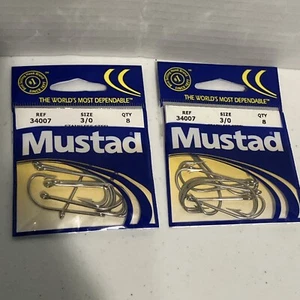 THE WORLD'S MOST DEPENDABLE
REF SIZE QTY
34007 3/0 8
Mustad
THE WORLD'S MOST DEPENDABLE
REF SIZE QTY
34007 3/0 8
Mustad